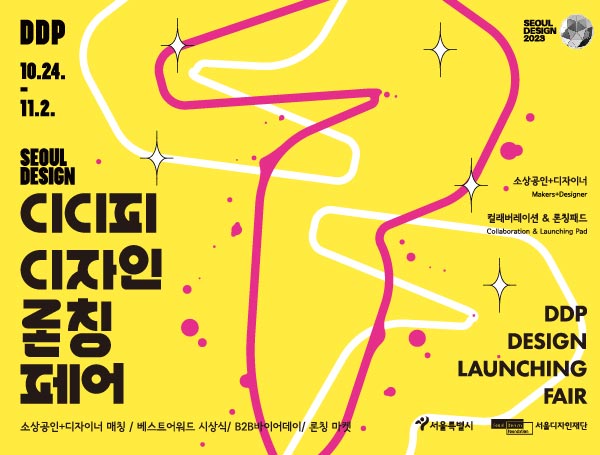 DDP
10.24.
-
11.2.
SEOUL
DESIGN
디디피
디자인
론칭
페어
소상공인+디자이너 매칭 / 베스트어워드 시상식/ B2B바이어데이/ 론칭 마켓
SEOUL
DESIGN
2023
소상공인+디자이너
Makers+Designer
컬래버레이션 & 론칭패드
Collaboration & Launching Pad
DDP
DESIGN
LAUNCHING
FAIR
서울특별시
Seoul Design
Foundation
서울디자인재단